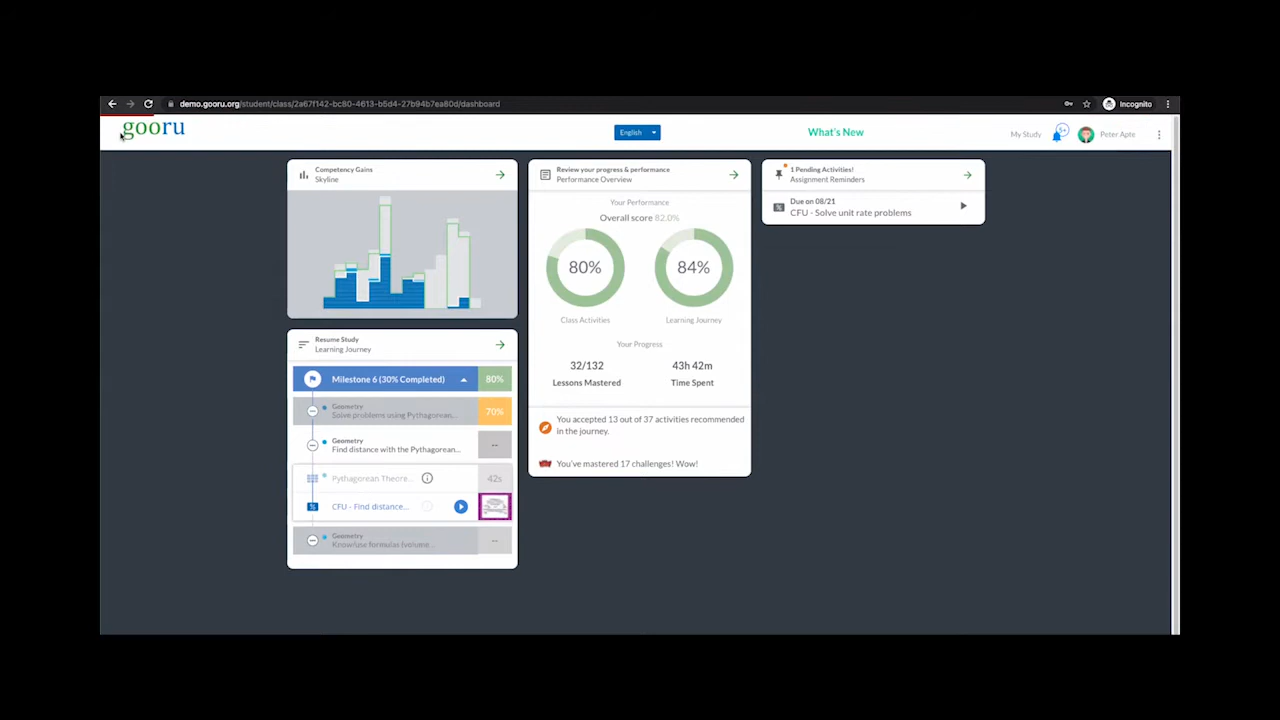 demo.gooru.org/student/class/2a67f142-bc80-4613-b5d4-27b94b7ea60d/dashboard
Incognito
gooru
English
What's New
My Study
5+
Peter Apte
Competency Gains
Skyline
Review your progress & performance
Performance Overview
Your Performance
Overall score 82.0%
80%
84%
Class Activities
Learning Journey
Your Progress
32/132
43h 42m
Lessons Mastered
Time Spent
You accepted 13 out of 37 activities recommended
in the journey.
You've mastered 17 challenges! Wow!
1 Pending Activities!
Assignment Reminders
Due on 08/21
CFU - Solve unit rate problems
Resume Study
Learning Journey
Milestone 6 (30% Completed)
80%
Geometry
Solve problems using Pythagorean...
70%
Geometry
Find distance with the Pythagorean...
--
Pythagorean Theore...
42s
CFU - Find distance...
Geometry
Know/use formulas (volume...
--